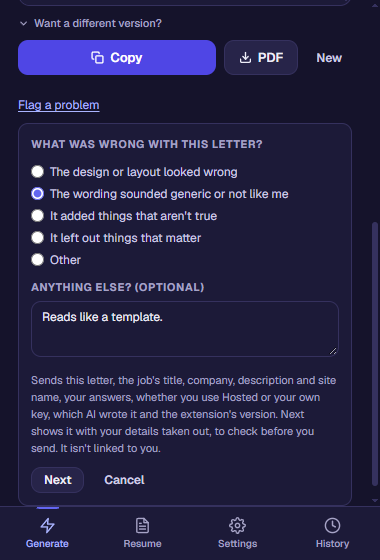 Want a different version?
Copy
PDF
New
Flag a problem
WHAT WAS WRONG WITH THIS LETTER?
The design or layout looked wrong
The wording sounded generic or not like me
It added things that aren't true
It left out things that matter
Other
ANYTHING ELSE? (OPTIONAL)
Reads like a template.
Sends this letter, the job's title, company, description and site
name, your answers, whether you use Hosted or your own
key, which AI wrote it and the extension's version. Next
shows it with your details taken out, to check before you
send. It isn't linked to you.
Next
Cancel
Generate
Resume
Settings
History